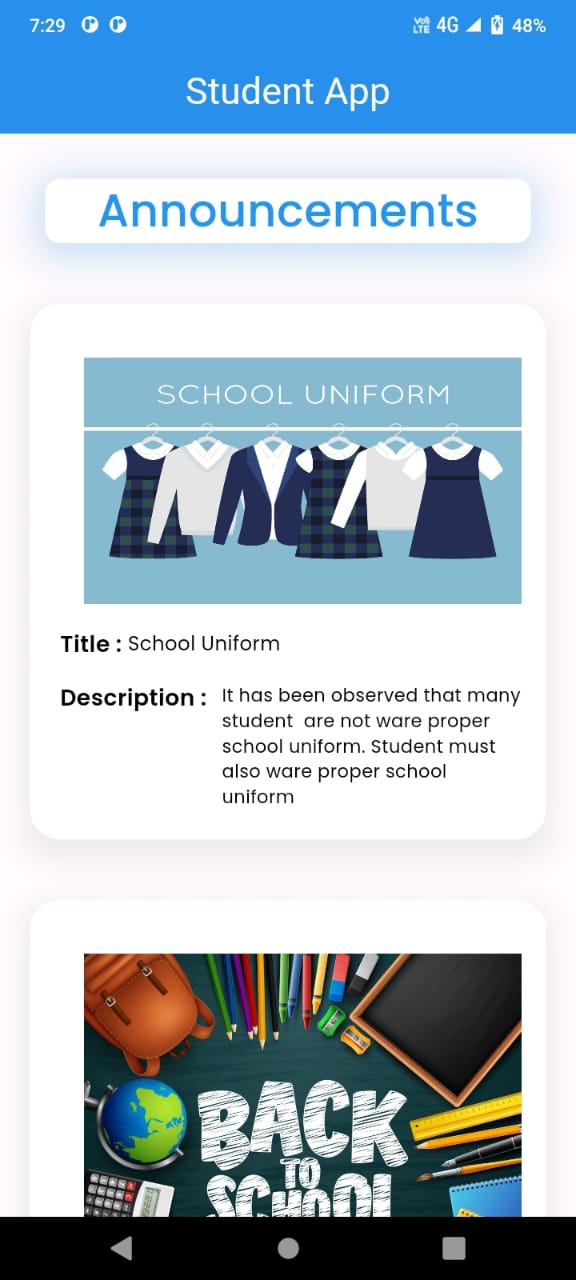 7:29 Vo) LTE 4G 48%
Student App
Announcements
SCHOOL UNIFORM
Title : School Uniform
Description : It has been observed that many
student  are not ware proper
school uniform. Student must
also ware proper school
uniform
BACK
TO
SCHOOL